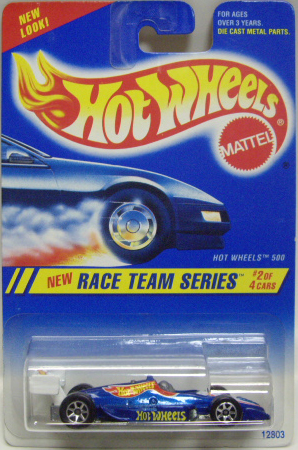 NEW
LOOK!
FOR AGES
OVER 3 YEARS.
DIE CAST METAL PARTS.
HOT WHEELS
MATTEL
HOT WHEELS™ 500
NEW RACE TEAM SERIES™ #2 OF
4 CARS
HOT WHEELS
12803